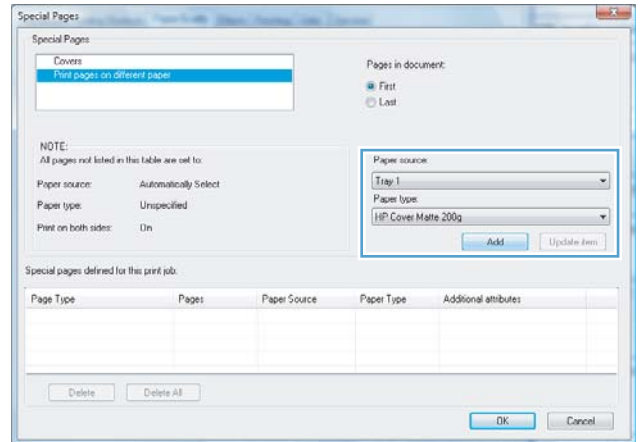 Special Pages
Special Pages
Covers
Print pages on different paper
Pages in document:
First
Last
NOTE:
All pages not listed in this table are set to:
Paper source: Automatically Select
Paper type: Unspecified
Print on both sides: On
Paper source:
Tray 1
Paper type:
HP Cover Matte 200g
Add Update item
Special pages defined for this print job:
Page Type Pages Paper Source Paper Type Additional attributes
Delete Delete All
OK Cancel